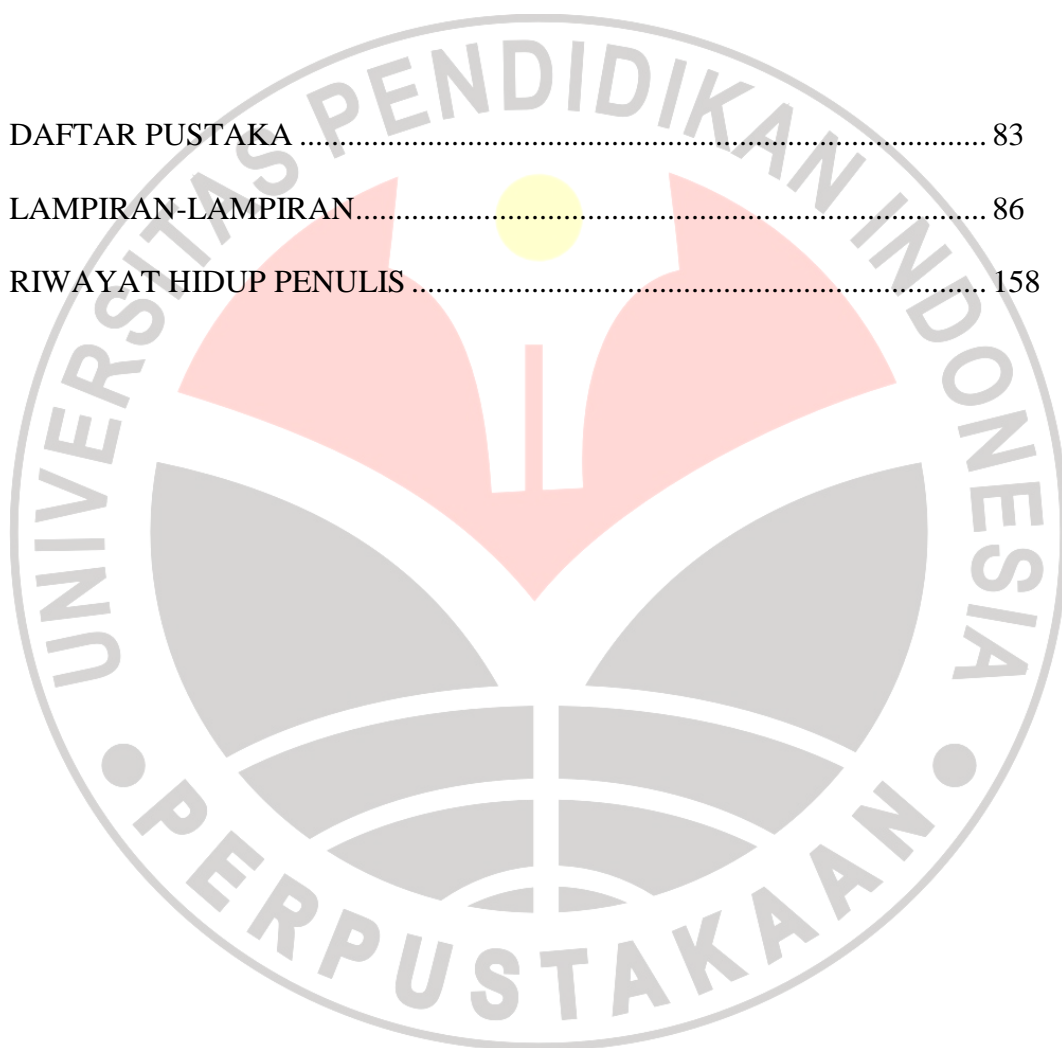 DAFTAR PUSTAKA ........................................................................................ 83
LAMPIRAN-LAMPIRAN................................................................................. 86
RIWAYAT HIDUP PENULIS .......................................................................... 158
UNIVERSITAS PENDIDIKAN INDONESIA
PERPUSTAKAAN